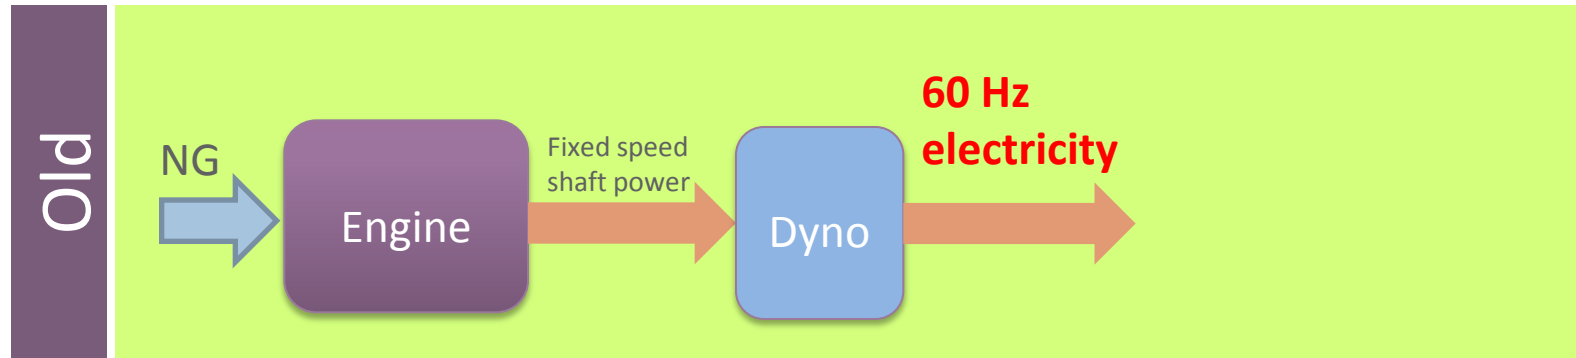 Old
NG
Engine
Fixed speed
shaft power
Dyno
60 Hz
electricity